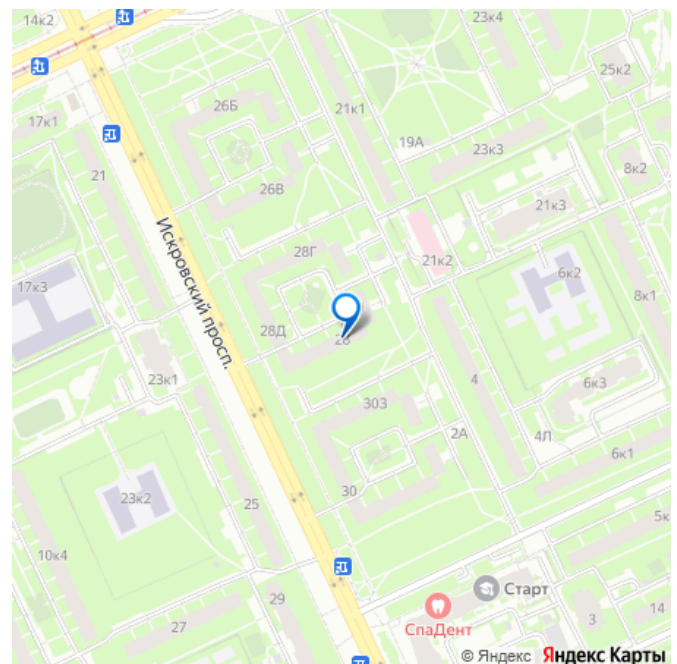 14к2
23к4
25к2
26Б
21к1
17к1
19А
23к3
8к2
21
26В
21к3
Искровский просп.
28Г
21к2
6к2
17к3
8к1
28Д
28
23к1
4
6к3
303
2А
4Л
6к1
30
23к2
25
5к
10к4
Старт
29
3
14
СпаДент
27
© Яндекс Яндекс Карты